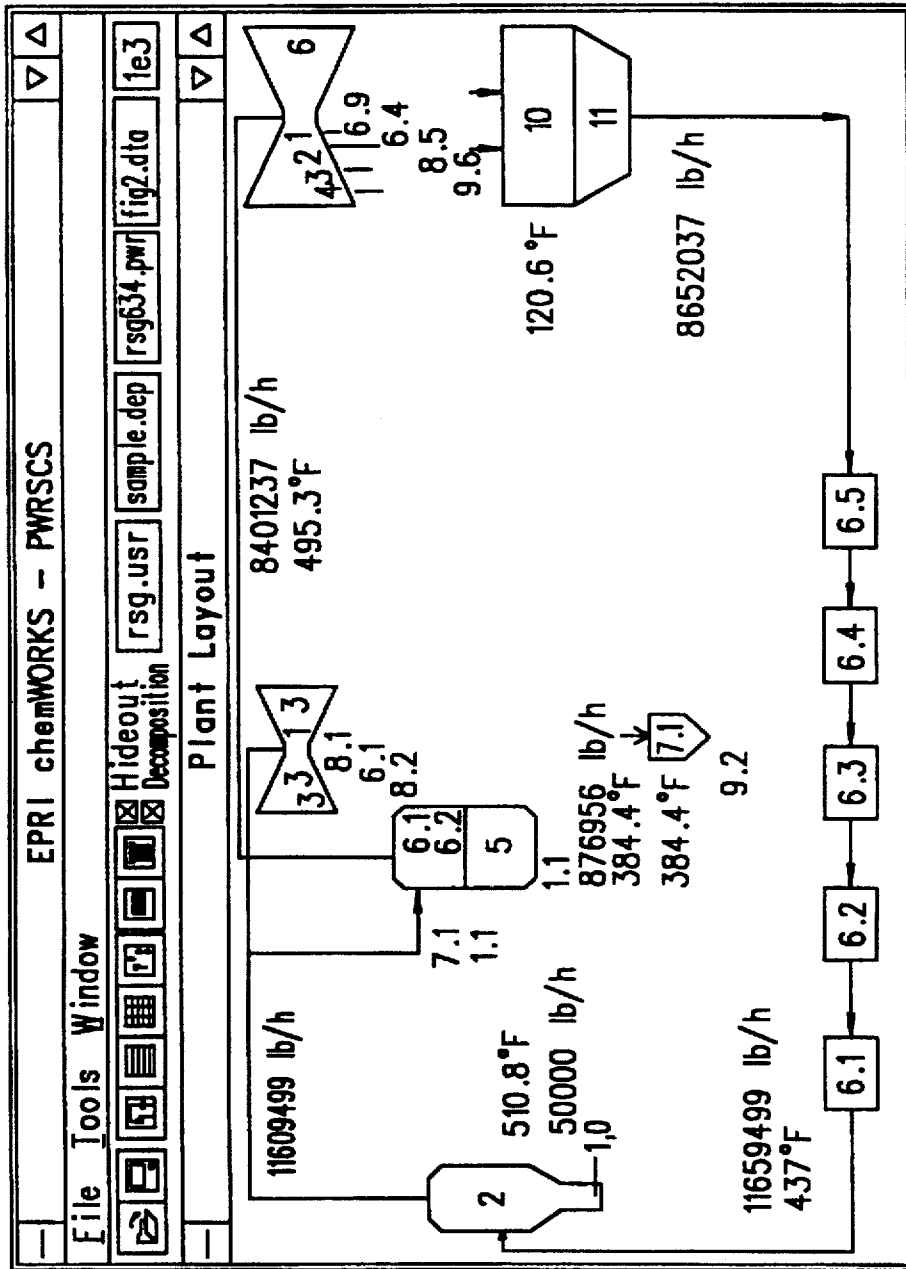 EPRI chemWORKS — PWRSCS
File Tools Window
Hideout
Decomposition
rsg.usr
sample.dep
rsg634.pwr
fig2.dta
1e3
Plant Layout
11609499 lb/h
8401237 lb/h
495.3°F
3 1 3
8.1
6.1
8.2
4 3 2 1 6
6.9
6.4
8.5
9.6
7.1
1.1
6.1
6.2
5
1.1
2
510.8°F
50000 lb/h
1,0
876956 lb/h
384.4°F
384.4°F
7.1
9.2
120.6°F
10
11
8652037 lb/h
11659499 lb/h
437°F
6.1
6.2
6.3
6.4
6.5